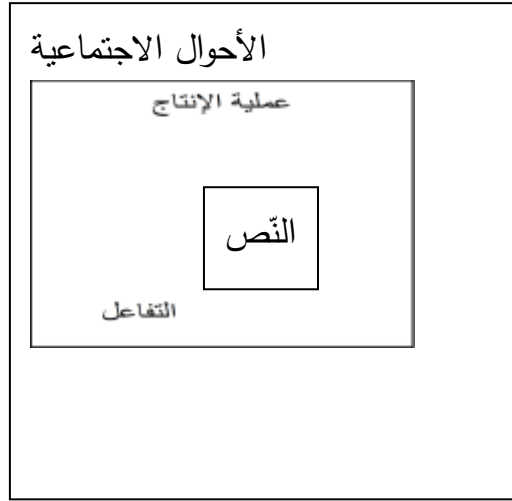 الأحوال الاجتماعية
عملية الإنتاج
النّص
التفاعل